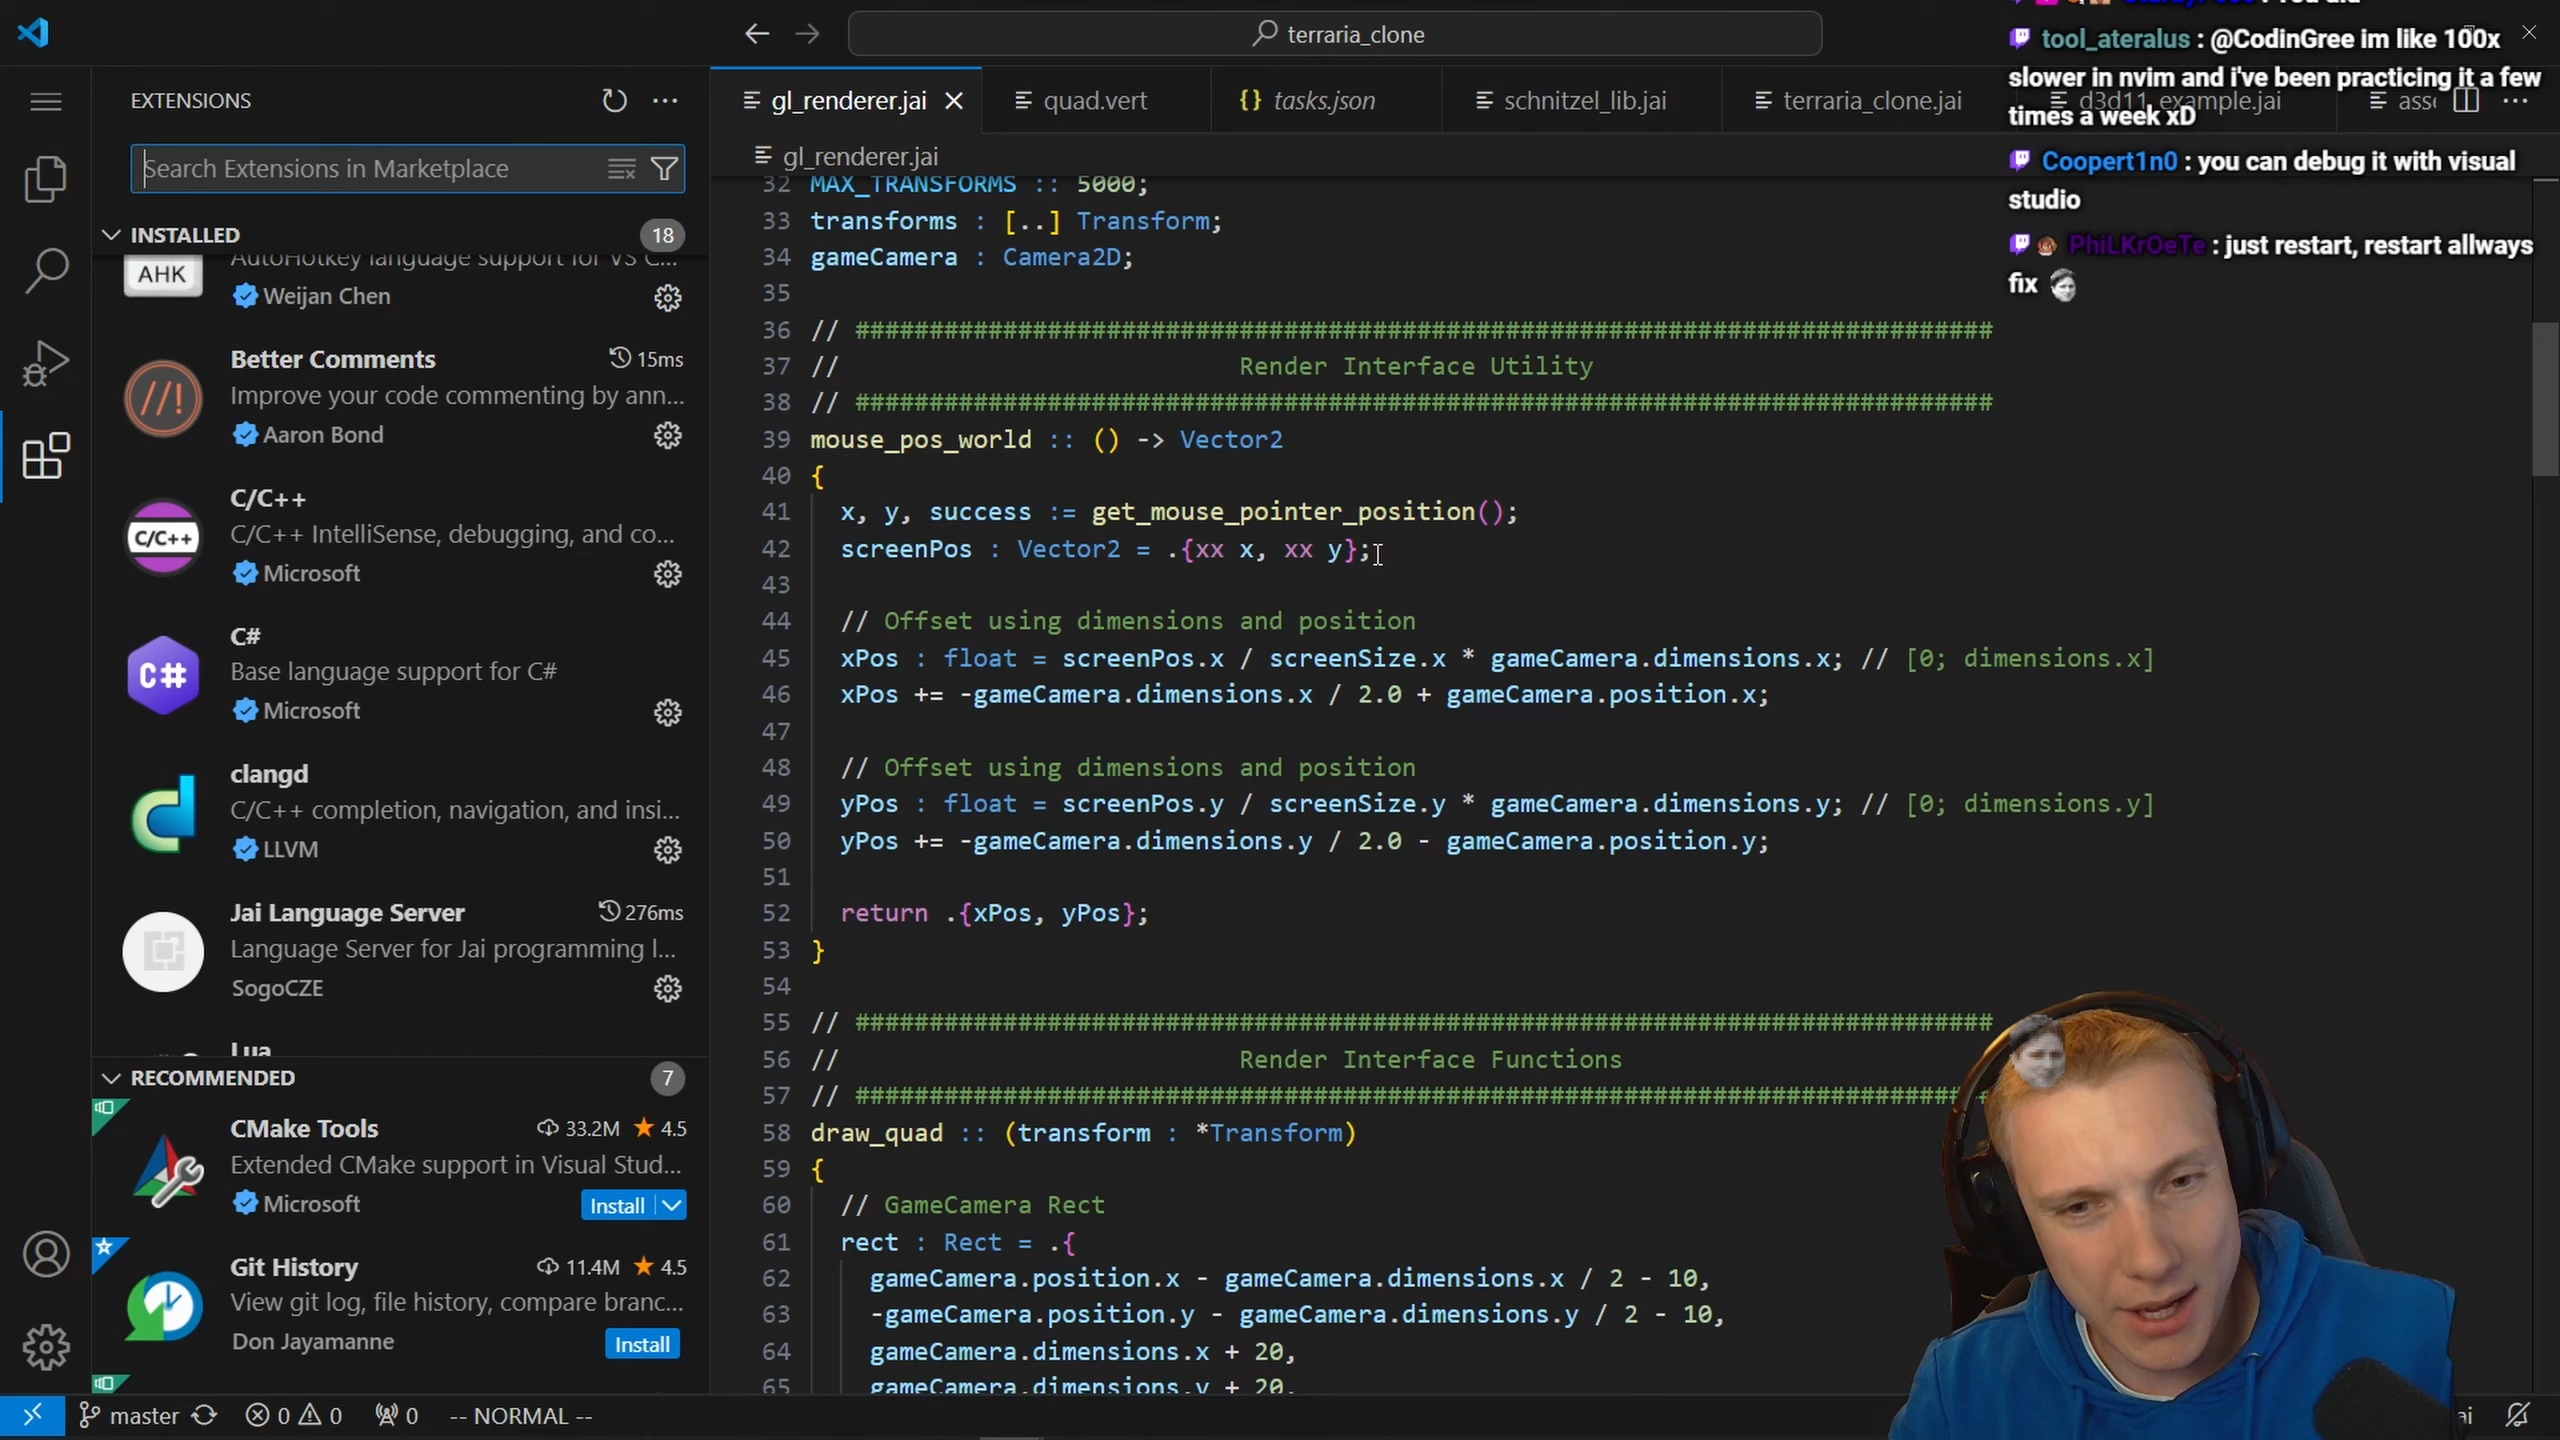 terraria_clone
EXTENSIONS
Search Extensions in Marketplace
INSTALLED
18
AHK
AutoHotkey language support for VS C...
Weijan Chen
Better Comments
15ms
//!
Improve your code commenting by ann...
Aaron Bond
C/C++
C/C++
C/C++ IntelliSense, debugging, and co...
Microsoft
C#
C#
Base language support for C#
Microsoft
clangd
C/C++ completion, navigation, and insi...
LLVM
Jai Language Server
276ms
Language Server for Jai programming l...
SogoCZE
Lua
RECOMMENDED
7
CMake Tools
33.2M ★ 4.5
Extended CMake support in Visual Stud...
Microsoft
Install
Git History
11.4M ★ 4.5
View git log, file history, compare branc...
Don Jayamanne
Install
master
0
0
0
-- NORMAL --
gl_renderer.jai
quad.vert
{} tasks.json
schnitzel_lib.jai
terraria_clone.jai
d3d11_example.jai
gl_renderer.jai
32 MAX_TRANSFORMS :: 5000;
33 transforms : [..] Transform;
34 gameCamera : Camera2D;
35
36 // #############################################################################
37 // Render Interface Utility
38 // #############################################################################
39 mouse_pos_world :: () -> Vector2
40 {
41 x, y, success := get_mouse_pointer_position();
42 screenPos : Vector2 = .{xx x, xx y};
43
44 // Offset using dimensions and position
45 xPos : float = screenPos.x / screenSize.x * gameCamera.dimensions.x; // [0; dimensions.x]
46 xPos += -gameCamera.dimensions.x / 2.0 + gameCamera.position.x;
47
48 // Offset using dimensions and position
49 yPos : float = screenPos.y / screenSize.y * gameCamera.dimensions.y; // [0; dimensions.y]
50 yPos += -gameCamera.dimensions.y / 2.0 - gameCamera.position.y;
51
52 return .{xPos, yPos};
53 }
54
55 // #############################################################################
56 // Render Interface Functions
57 // #############################################################################
58 draw_quad :: (transform : *Transform)
59 {
60 // GameCamera Rect
61 rect : Rect = .{
62 gameCamera.position.x - gameCamera.dimensions.x / 2 - 10,
63 -gameCamera.position.y - gameCamera.dimensions.y / 2 - 10,
64 gameCamera.dimensions.x + 20,
65 gameCamera.dimensions.y + 20,
tool_ateralus : @CodinGree im like 100x
slower in nvim and i've been practicing it a few
times a week xD
Coopert1n0 : you can debug it with visual
studio
PhiLKrOeTe : just restart, restart allways
fix